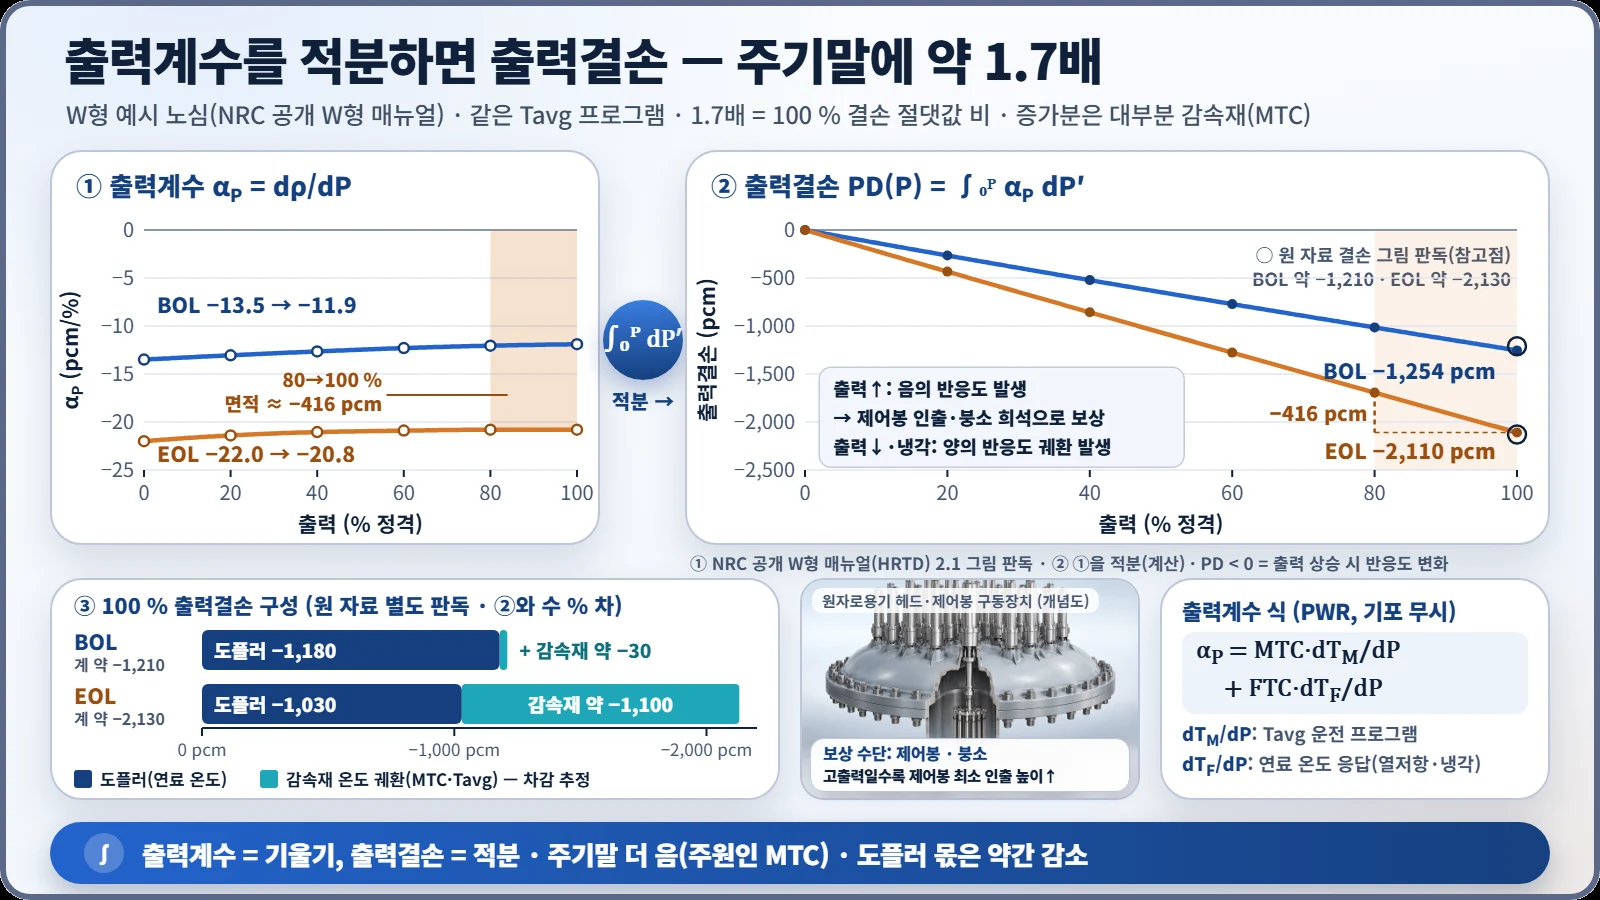 출력계수를 적분하면 출력결손 — 주기말에 약 1.7배
W형 예시 노심(NRC 공개 W형 매뉴얼) · 같은 Tavg 프로그램 · 1.7배 = 100 % 결손 절댓값 비 · 증가분은 대부분 감속재(MTC)
① 출력계수 αP = dρ/dP
0
−5
−10
−15
−20
−25
αP (pcm/%)
BOL −13.5 → −11.9
80→100 %
면적 ≈ −416 pcm
EOL −22.0 → −20.8
0 20 40 60 80 100
출력 (% 정격)
∫₀ᴾ dP′
적분 →
② 출력결손 PD(P) = ∫₀ᴾ αP dP′
0
−500
−1,000
−1,500
−2,000
−2,500
출력결손 (pcm)
○ 원 자료 결손 그림 판독(참고점)
BOL 약 −1,210 · EOL 약 −2,130
BOL −1,254 pcm
−416 pcm
EOL −2,110 pcm
출력↑: 음의 반응도 발생
→ 제어봉 인출·붕소 희석으로 보상
출력↓·냉각: 양의 반응도 궤환 발생
0 20 40 60 80 100
출력 (% 정격)
① NRC 공개 W형 매뉴얼(HRTD) 2.1 그림 판독 · ② ①을 적분(계산) · PD < 0 = 출력 상승 시 반응도 변화
③ 100 % 출력결손 구성 (원 자료 별도 판독 · ②와 수 % 차)
BOL
계 약 −1,210
도플러 −1,180
+ 감속재 약 −30
EOL
계 약 −2,130
도플러 −1,030
감속재 약 −1,100
0 pcm −1,000 pcm −2,000 pcm
도플러(연료 온도)
감속재 온도 궤환(MTC·Tavg) — 차감 추정
원자로용기 헤드·제어봉 구동장치 (개념도)
보상 수단: 제어봉 · 붕소
고출력일수록 제어봉 최소 인출 높이↑
출력계수 식 (PWR, 기포 무시)
αP = MTC·dTM/dP
+ FTC·dTF/dP
dTM/dP: Tavg 운전 프로그램
dTF/dP: 연료 온도 응답(열저항·냉각)
∫ 출력계수 = 기울기, 출력결손 = 적분 · 주기말 더 음(주원인 MTC) · 도플러 몫은 약간 감소